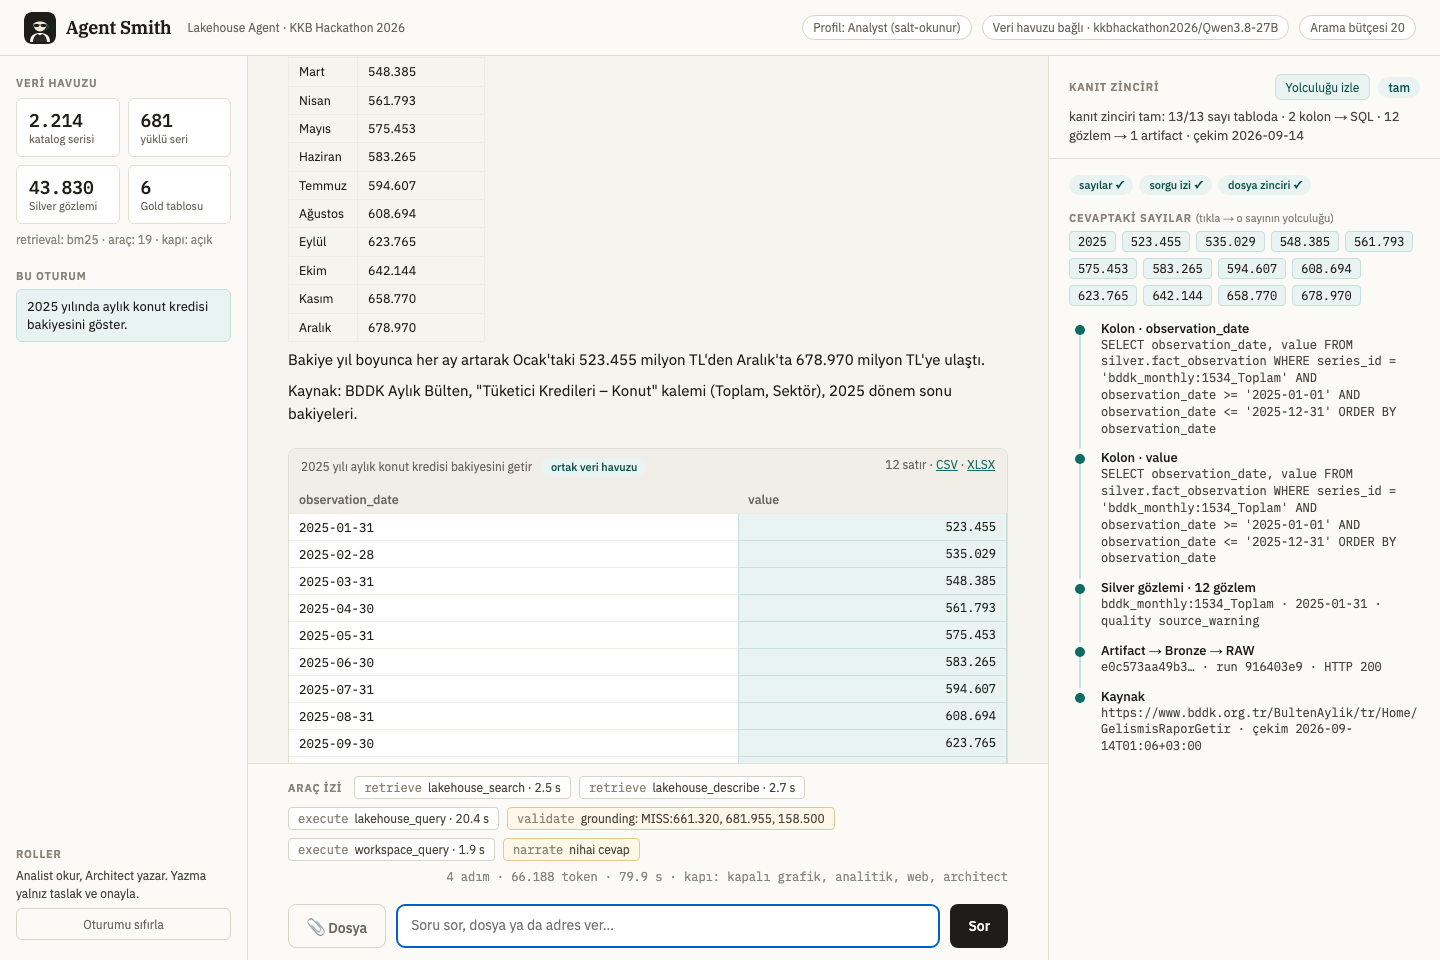 Agent Smith
Lakehouse Agent · KKB Hackathon 2026
Profil: Analyst (salt-okunur)
Veri havuzu bağlı · kkbhackathon2026/Qwen3.8-27B
Arama bütçesi 20
VERİ HAVUZU
2.214
katalog serisi
681
yüklü seri
43.830
Silver gözlemi
6
Gold tablosu
retrieval: bm25 · araç: 19 · kapı: açık
BU OTURUM
2025 yılında aylık konut kredisi
bakiyesini göster.
ROLLER
Analist okur, Architect yazar. Yazma
yalnız taslak ve onayla.
Oturumu sıfırla
Mart 548.385
Nisan 561.793
Mayıs 575.453
Haziran 583.265
Temmuz 594.607
Ağustos 608.694
Eylül 623.765
Ekim 642.144
Kasım 658.770
Aralık 678.970
Bakiye yıl boyunca her ay artarak Ocak'taki 523.455 milyon TL'den Aralık'ta 678.970 milyon TL'ye ulaştı.
Kaynak: BDDK Aylık Bülten, "Tüketici Kredileri – Konut" kalemi (Toplam, Sektör), 2025 dönem sonu
bakiyeleri.
2025 yılı aylık konut kredisi bakiyesini getir ortak veri havuzu 12 satır · CSV · XLSX
observation_date value
2025-01-31 523.455
2025-02-28 535.029
2025-03-31 548.385
2025-04-30 561.793
2025-05-31 575.453
2025-06-30 583.265
2025-07-31 594.607
2025-08-31 608.694
2025-09-30 623.765
ARAÇ İZİ retrieve lakehouse_search · 2.5 s retrieve lakehouse_describe · 2.7 s
execute lakehouse_query · 20.4 s validate grounding: MISS:661.320, 681.955, 158.500
execute workspace_query · 1.9 s narrate nihai cevap
4 adım · 66.188 token · 79.9 s · kapı: kapalı grafik, analitik, web, architect
📎 Dosya
Soru sor, dosya ya da adres ver...
Sor
KANIT ZİNCİRİ Yolculuğu izle tam
kanıt zinciri tam: 13/13 sayı tabloda · 2 kolon → SQL · 12
gözlem → 1 artifact · çekim 2026-09-14
sayılar ✓ sorgu izi ✓ dosya zinciri ✓
CEVAPTAKİ SAYILAR (tıkla → o sayının yolculuğu)
2025 523.455 535.029 548.385 561.793
575.453 583.265 594.607 608.694
623.765 642.144 658.770 678.970
Kolon · observation_date
SELECT observation_date, value FROM
silver.fact_observation WHERE series_id =
'bddk_monthly:1534_Toplam' AND
observation_date >= '2025-01-01' AND
observation_date <= '2025-12-31' ORDER BY
observation_date
Kolon · value
SELECT observation_date, value FROM
silver.fact_observation WHERE series_id =
'bddk_monthly:1534_Toplam' AND
observation_date >= '2025-01-01' AND
observation_date <= '2025-12-31' ORDER BY
observation_date
Silver gözlemi · 12 gözlem
bddk_monthly:1534_Toplam · 2025-01-31 ·
quality source_warning
Artifact → Bronze → RAW
e0c573aa49b3… · run 916403e9 · HTTP 200
Kaynak
https://www.bddk.org.tr/BultenAylik/tr/Home/
GelismisRaporGetir · çekim 2026-09-
14T01:06+03:00